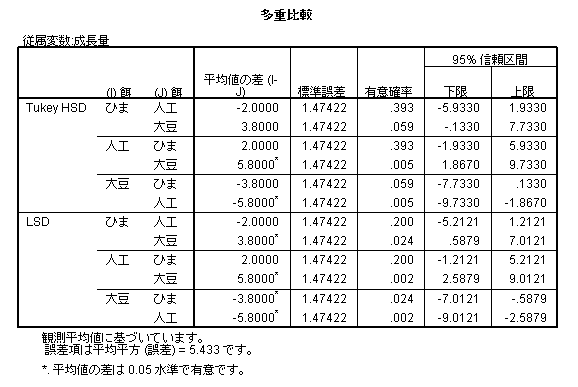 多重比較
従属変数:成長量
(I) 餌 (J) 餌 平均値の差 (I-J) 標準誤差 有意確率 95% 信頼区間
下限 上限
Tukey HSD ひま 人工 -2.0000 1.47422 .393 -5.9330 1.9330
大豆 3.8000 1.47422 .059 -.1330 7.7330
人工 ひま 2.0000 1.47422 .393 -1.9330 5.9330
大豆 5.8000* 1.47422 .005 1.8670 9.7330
大豆 ひま -3.8000 1.47422 .059 -7.7330 .1330
人工 -5.8000* 1.47422 .005 -9.7330 -1.8670
LSD ひま 人工 -2.0000 1.47422 .200 -5.2121 1.2121
大豆 3.8000* 1.47422 .024 .5879 7.0121
人工 ひま 2.0000 1.47422 .200 -1.2121 5.2121
大豆 5.8000* 1.47422 .002 2.5879 9.0121
大豆 ひま -3.8000* 1.47422 .024 -7.0121 -.5879
人工 -5.8000* 1.47422 .002 -9.0121 -2.5879
観測平均値に基づいています。
誤差項は平均平方 (誤差) = 5.433 です。
*. 平均値の差は 0.05 水準で有意です。